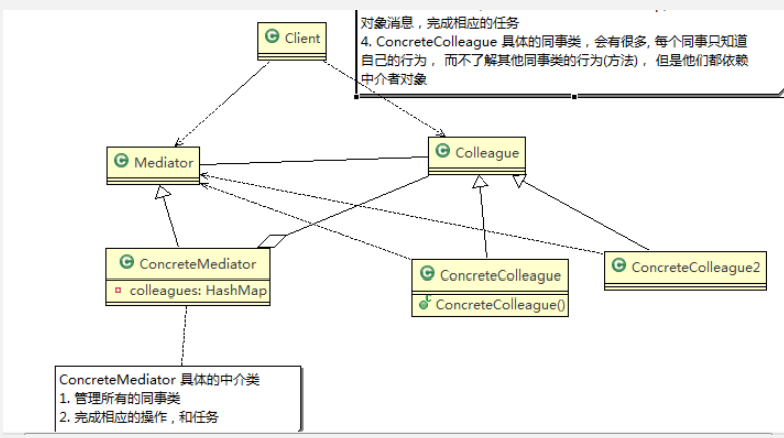 对象消息，完成相应的任务
4. ConcreteColleague 具体的同事类，会有很多, 每个同事只知道
自己的行为， 而不了解其他同事类的行为(方法)， 但是他们都依赖
中介者对象
C Client
C Mediator
C Colleague
C ConcreteMediator
colleagues: HashMap
C ConcreteColleague
C ConcreteColleague()
C ConcreteColleague2
ConcreteMediator 具体的中介类
1. 管理所有的同事类
2. 完成相应的操作，和任务